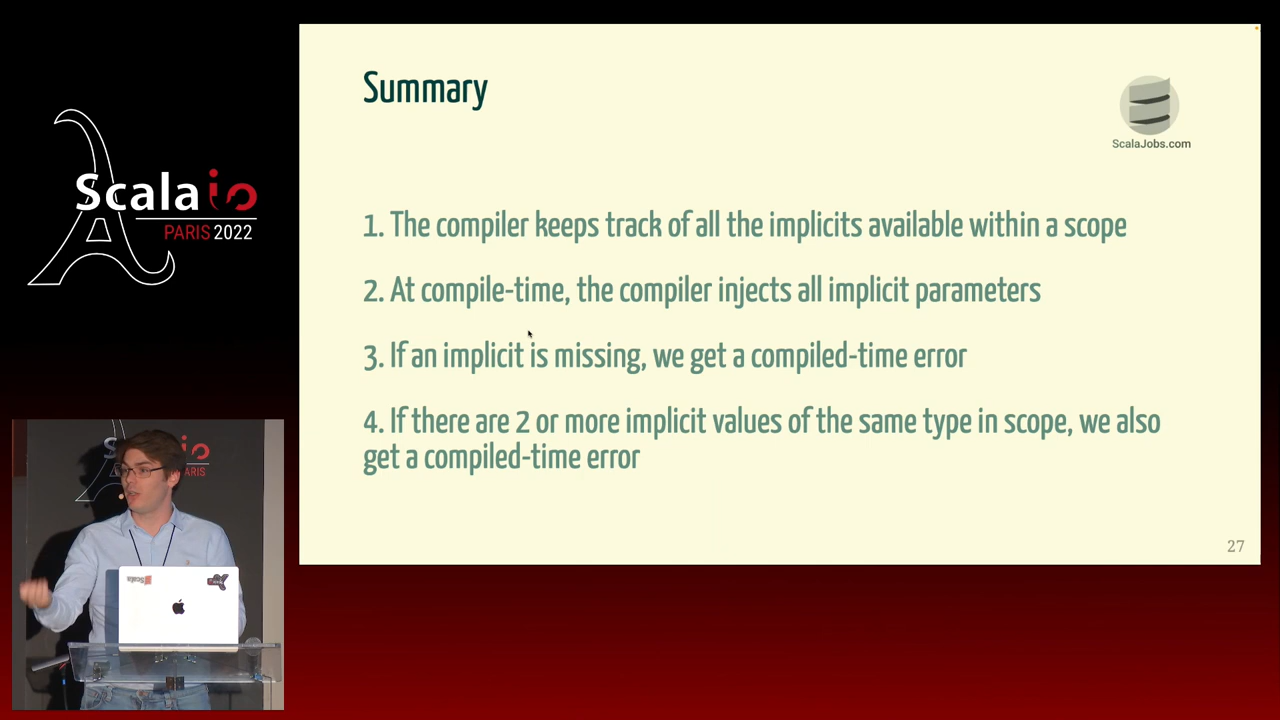 Summary
ScalaJobs.com
Scala io
PARIS 2022
1. The compiler keeps track of all the implicits available within a scope
2. At compile-time, the compiler injects all implicit parameters
3. If an implicit is missing, we get a compiled-time error
4. If there are 2 or more implicit values of the same type in scope, we also
get a compiled-time error
27
io
ARIS
Scala